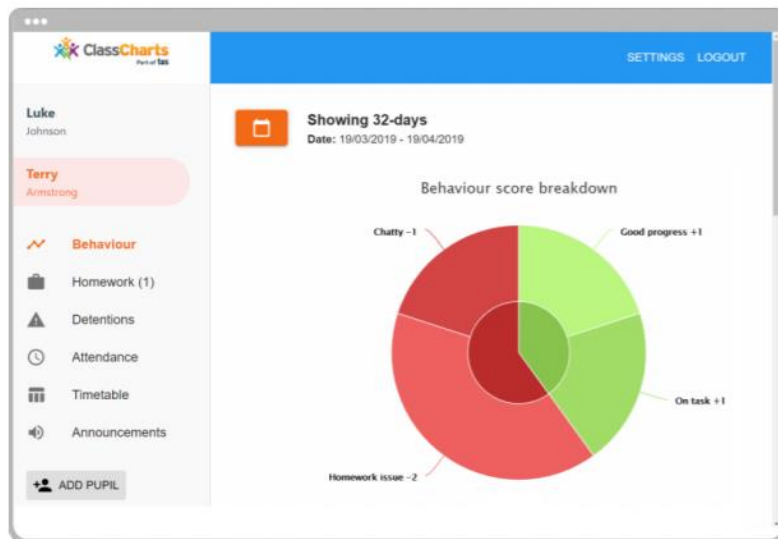 ClassCharts
Part of tes
SETTINGS LOGOUT
Luke
Johnson
Terry
Armstrong
Behaviour
Homework (1)
Detentions
Attendance
Timetable
Announcements
ADD PUPIL
Showing 32-days
Date: 19/03/2019 - 19/04/2019
Behaviour score breakdown
Chatty -1
Good progress +1
On task +1
Homework issue -2